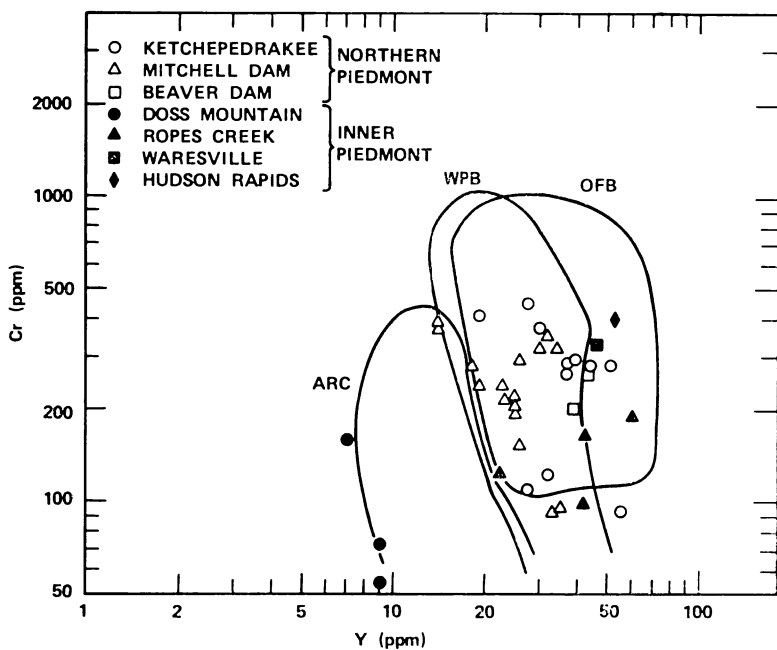 KETCHEPEDRAKEE
MITCHELL DAM
BEAVER DAM
NORTHERN
PIEDMONT
DOSS MOUNTAIN
ROPES CREEK
WARESVILLE
HUDSON RAPIDS
INNER
PIEDMONT
WPB
OFB
ARC
2000
1000
500
200
100
50
Cr (ppm)
1
2
5
10
20
50
100
Y (ppm)